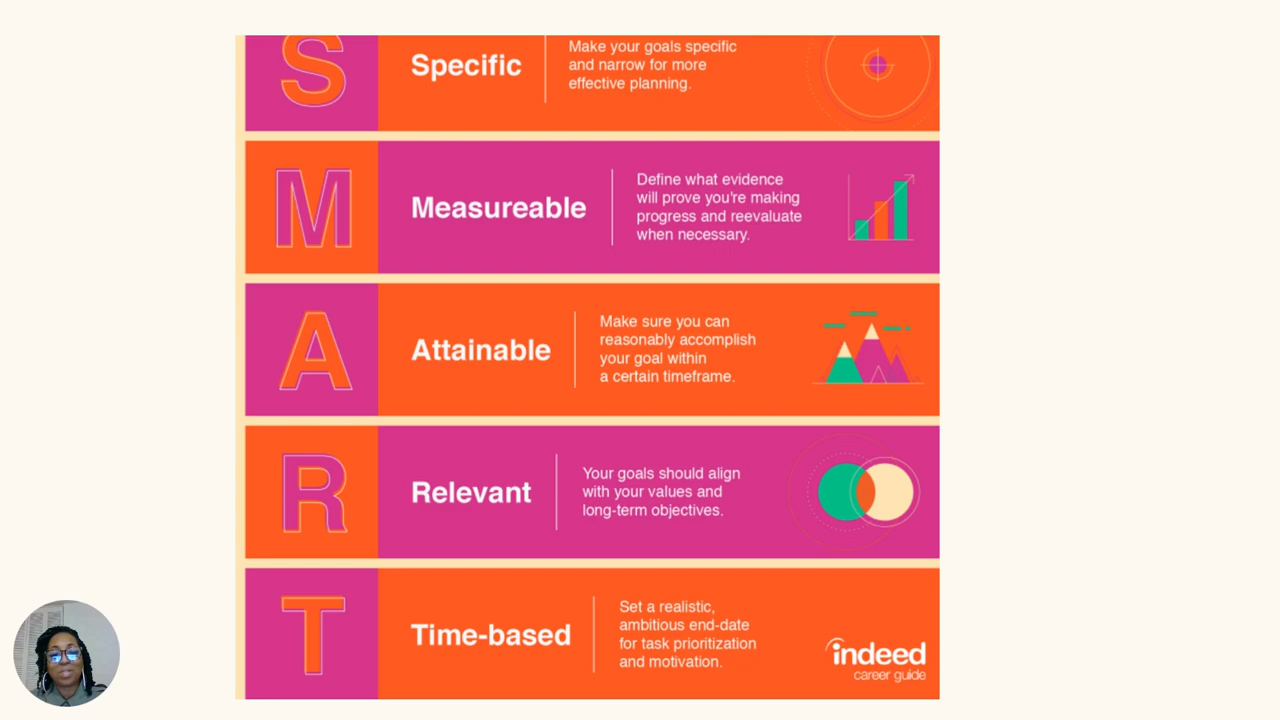 S
Specific
Make your goals specific
and narrow for more
effective planning.
M
Measureable
Define what evidence
will prove you're making
progress and reevaluate
when necessary.
A
Attainable
Make sure you can
reasonably accomplish
your goal within
a certain timeframe.
R
Relevant
Your goals should align
with your values and
long-term objectives.
T
Time-based
Set a realistic,
ambitious end-date
for task prioritization
and motivation.
indeed
career guide